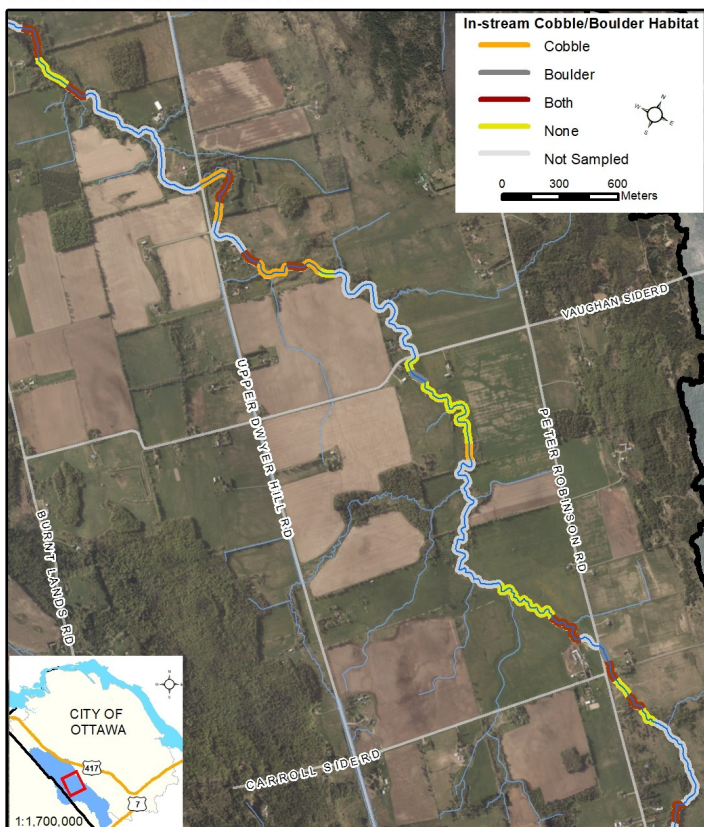 In-stream Cobble/Boulder Habitat
Cobble
Boulder
Both
None
Not Sampled
N
W
E
S
0 300 600
Meters
VAUGHAN SIDERD
UPPER DWYER HILL RD
PETER ROBINSON RD
BURNT LANDS RD
CARROLL SIDERD
CITY OF
OTTAWA
417
7
1:1,700,000